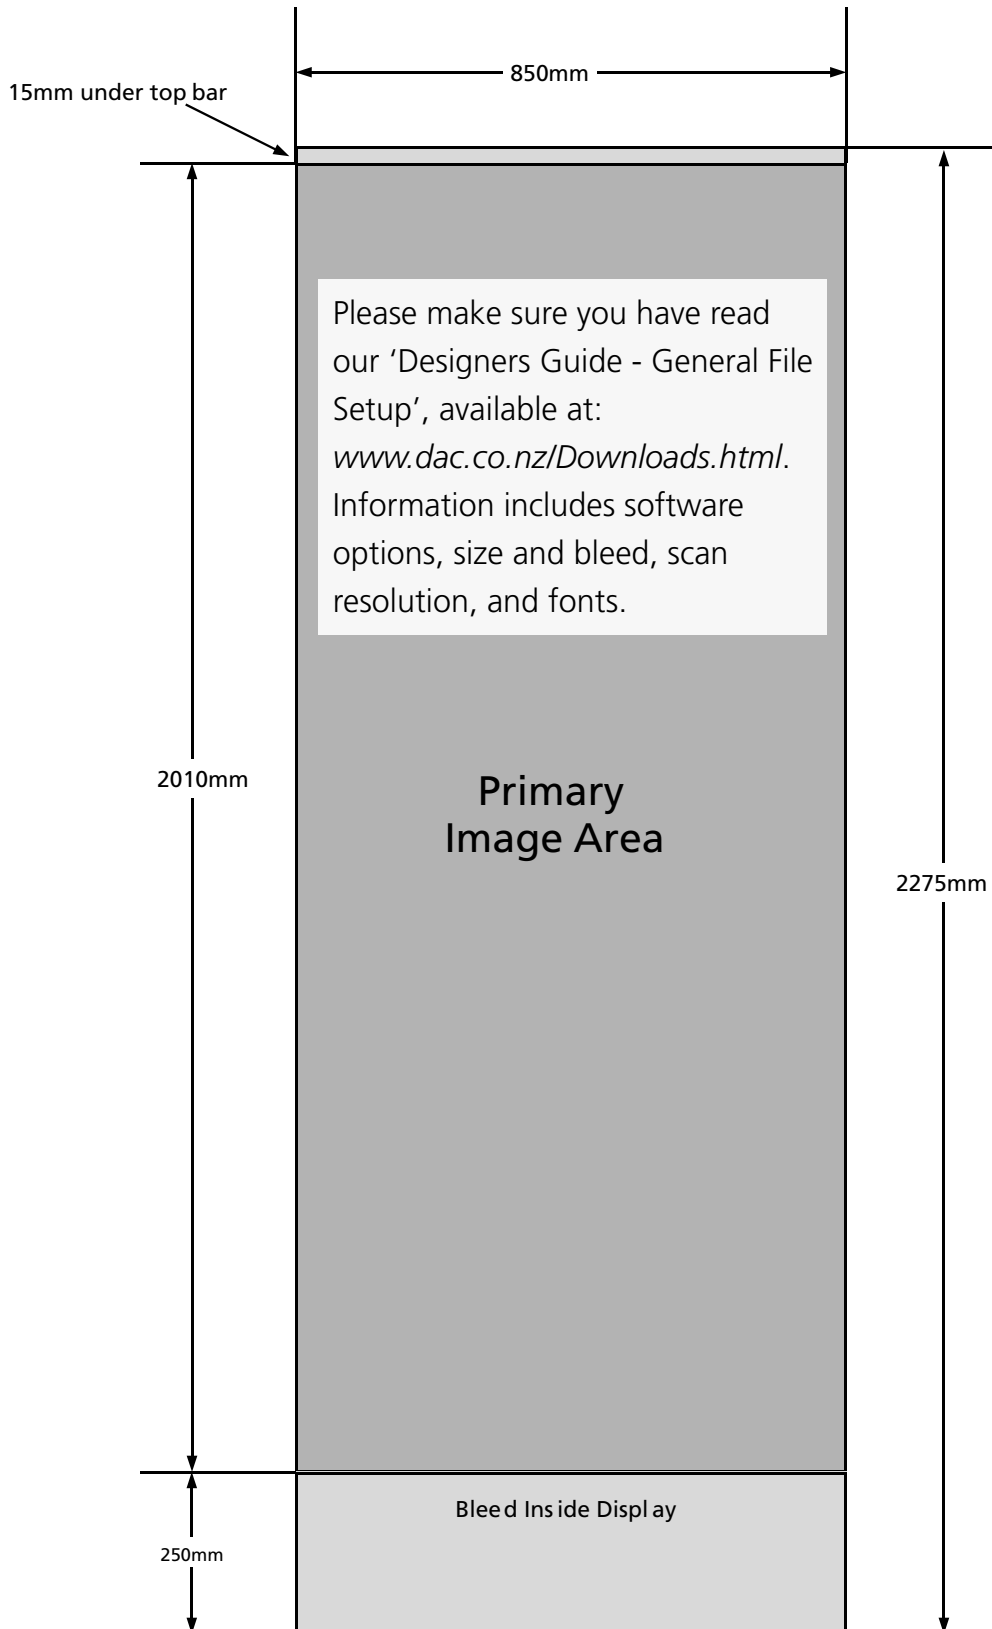 850mm
15mm under top bar
Please make sure you have read
our ‘Designers Guide - General File
Setup’, available at:
www.dac.co.nz/Downloads.html.
Information includes software
options, size and bleed, scan
resolution, and fonts.
2010mm
Primary
Image Area
2275mm
Bleed Inside Display
250mm